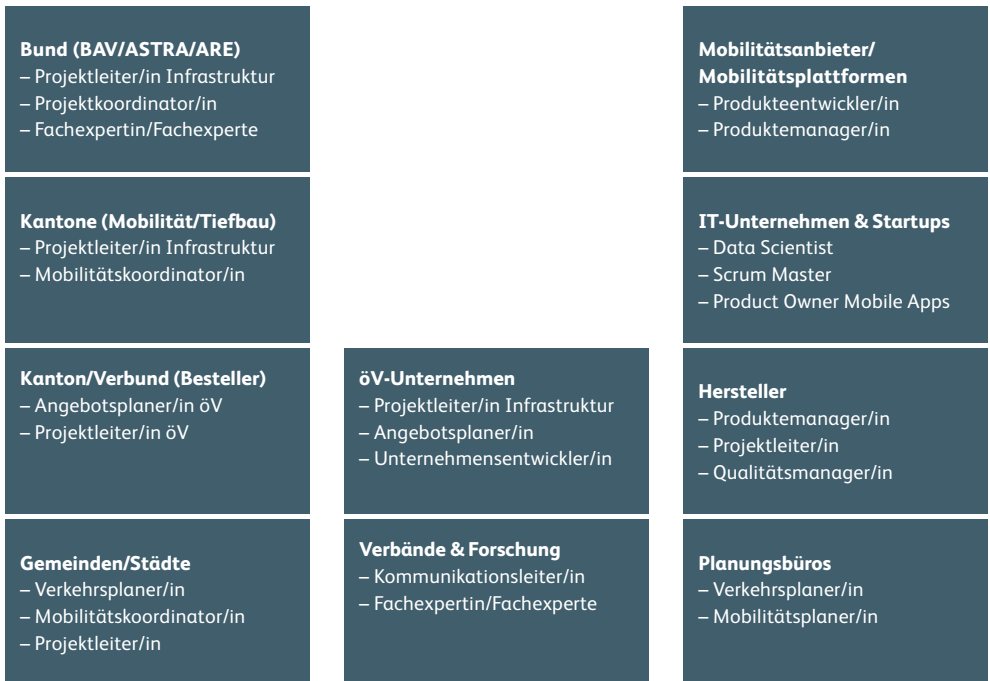 Bund (BAV/ASTRA/ARE)
– Projektleiter/in Infrastruktur
– Projektkoordinator/in
– Fachexpertin/Fachexperte
Kantone (Mobilität/Tiefbau)
– Projektleiter/in Infrastruktur
– Mobilitätskoordinator/in
Kanton/Verbund (Besteller)
– Angebotsplaner/in öV
– Projektleiter/in öV
Gemeinden/Städte
– Verkehrsplaner/in
– Mobilitätskoordinator/in
– Projektleiter/in
öV-Unternehmen
– Projektleiter/in Infrastruktur
– Angebotsplaner/in
– Unternehmensentwickler/in
Verbände & Forschung
– Kommunikationsleiter/in
– Fachexpertin/Fachexperte
Mobilitätsanbieter/
Mobilitätsplattformen
– Produkteentwickler/in
– Produktemanager/in
IT-Unternehmen & Startups
– Data Scientist
– Scrum Master
– Product Owner Mobile Apps
Hersteller
– Produktemanager/in
– Projektleiter/in
– Qualitätsmanager/in
Planungsbüros
– Verkehrsplaner/in
– Mobilitätsplaner/in